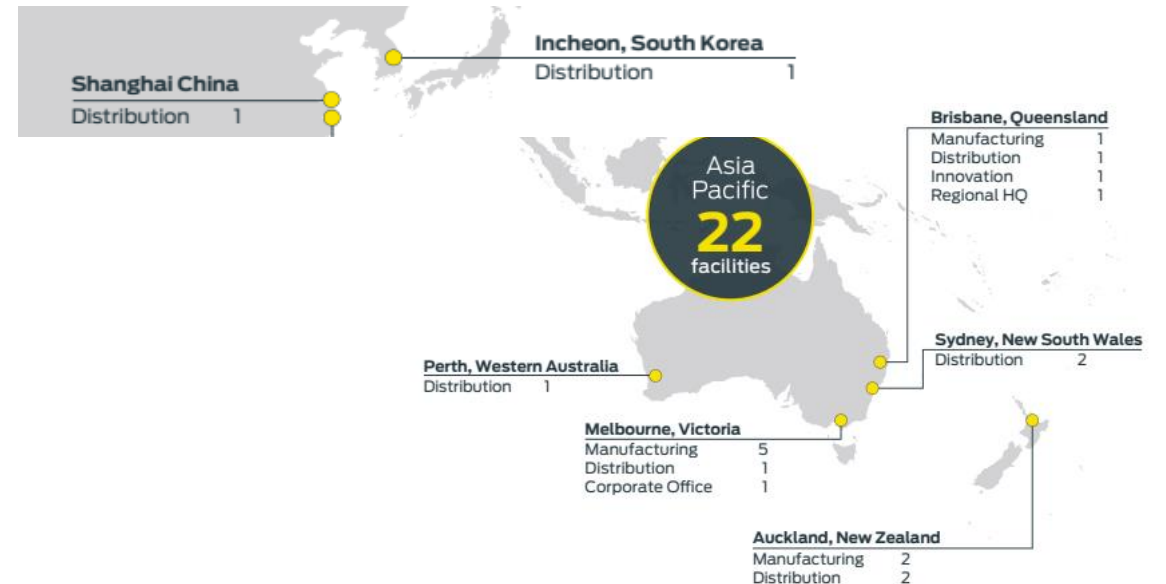 Incheon, South Korea
Distribution 1
Shanghai China
Distribution 1
Brisbane, Queensland
Manufacturing 1
Distribution 1
Innovation 1
Regional HQ 1
Asia
Pacific
22
facilities
Sydney, New South Wales
Distribution 2
Perth, Western Australia
Distribution 1
Melbourne, Victoria
Manufacturing 5
Distribution 1
Corporate Office 1
Auckland, New Zealand
Manufacturing 2
Distribution 2